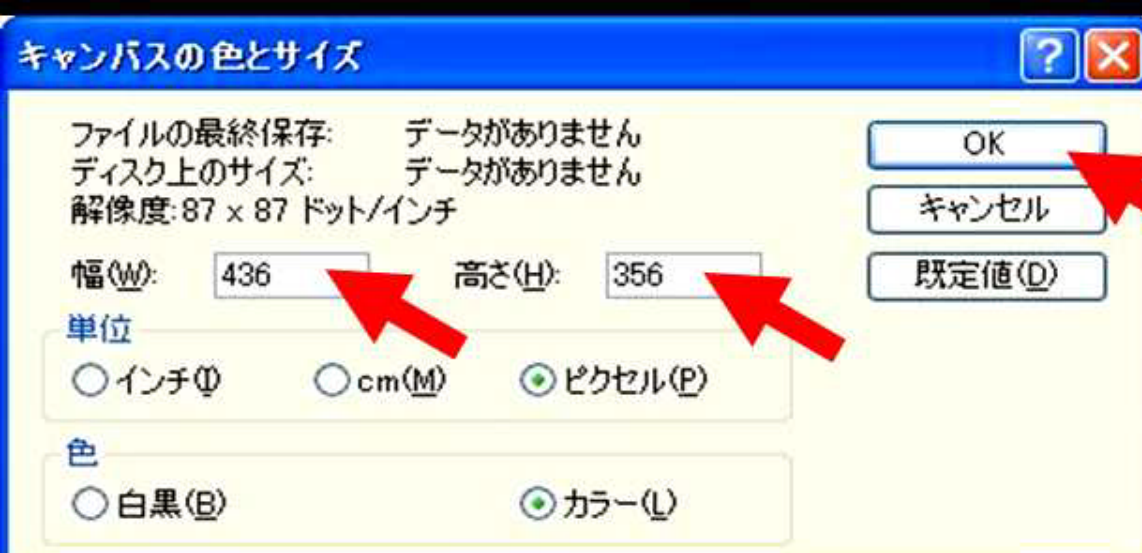 キャンバスの色とサイズ
ファイルの最終保存: データがありません
ディスク上のサイズ: データがありません
解像度:87 x 87 ドット/インチ
幅(W): 436 高さ(H): 356
単位
インチ(I) cm(M) ピクセル(P)
色
白黒(B) カラー(L)
OK
キャンセル
既定値(D)